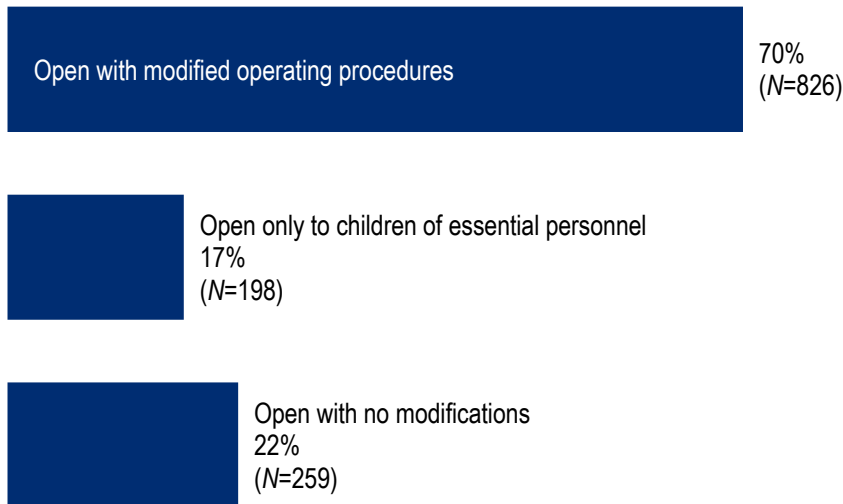 Open with modified operating procedures
70%
(N=826)
Open only to children of essential personnel
17%
(N=198)
Open with no modifications
22%
(N=259)